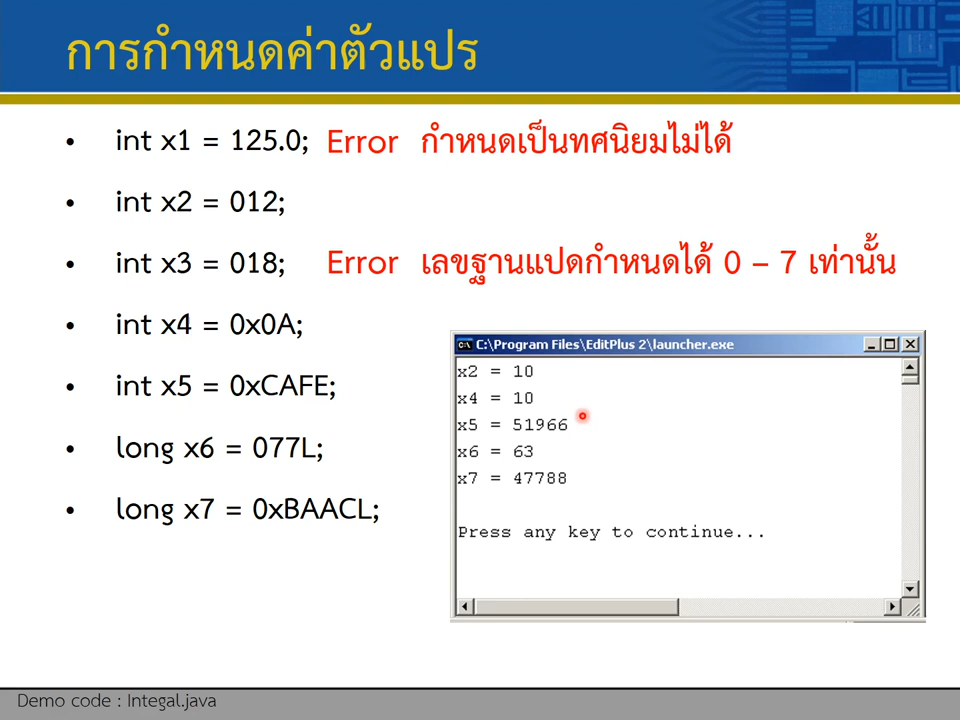 การกำหนดค่าตัวแปร
• int x1 = 125.0; Error กำหนดเป็นทศนิยมไม่ได้
• int x2 = 012;
• int x3 = 018; Error เลขฐานแปดกำหนดได้ 0 – 7 เท่านั้น
• int x4 = 0x0A;
• int x5 = 0xCAFE;
• long x6 = 077L;
• long x7 = 0xBAACL;
C:\Program Files\EditPlus 2\launcher.exe
x2 = 10
x4 = 10
x5 = 51966
x6 = 63
x7 = 47788
Press any key to continue...
Demo code : Integal.java